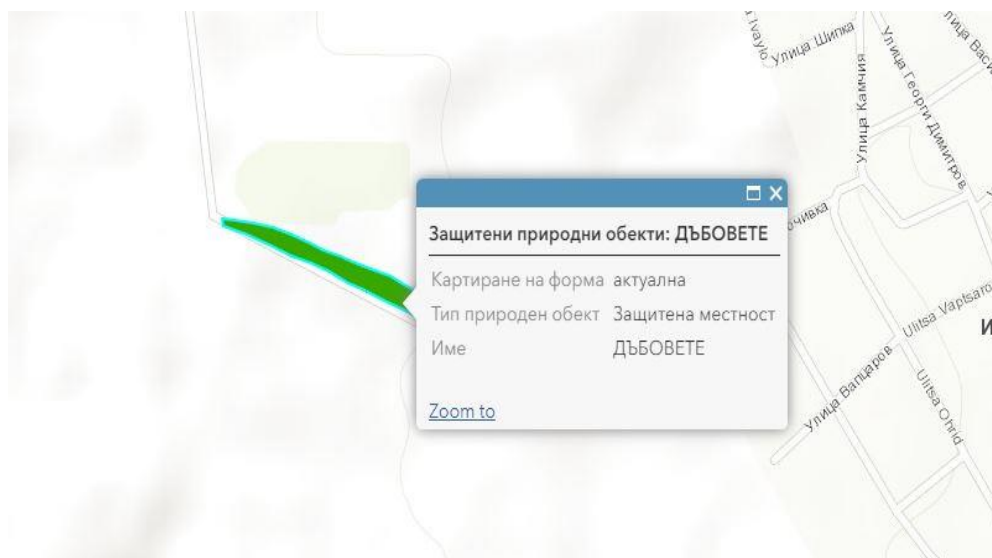 Улица Шипка
Улица Камчия
Улица Георги Димитров
Защитени природни обекти: ДЪБОВЕТЕ
Картиране на форма актуална
Тип природен обект Защитена местност
Име ДЪБОВЕТЕ
Zoom to
Ulitsa Vaptsaro
Улица Вапцаров
Ulitsa Ohrid